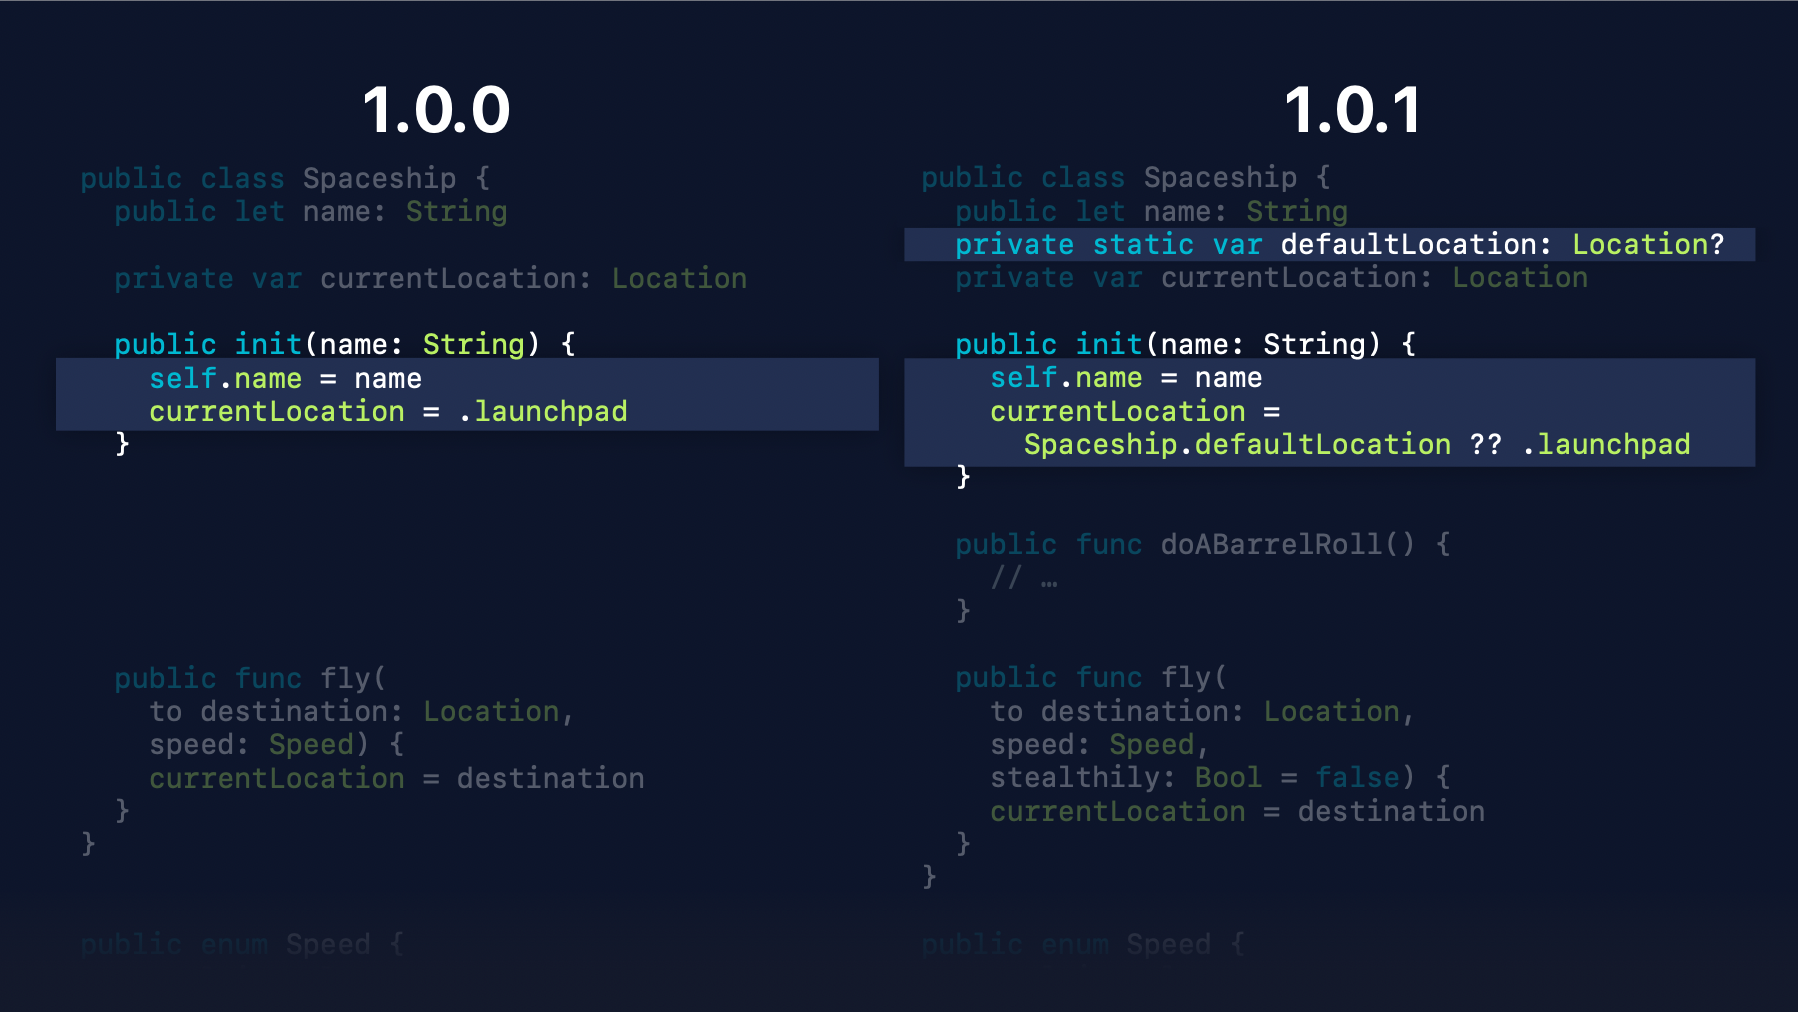 1.0.0
public class Spaceship {
  public let name: String

  private var currentLocation: Location

  public init(name: String) {
    self.name = name
    currentLocation = .launchpad
  }

  public func fly(
    to destination: Location,
    speed: Speed) {
    currentLocation = destination
  }
}

public enum Speed {
1.0.1
public class Spaceship {
  public let name: String
  private static var defaultLocation: Location?
  private var currentLocation: Location

  public init(name: String) {
    self.name = name
    currentLocation =
      Spaceship.defaultLocation ?? .launchpad
  }

  public func doABarrelRoll() {
    // …
  }

  public func fly(
    to destination: Location,
    speed: Speed,
    stealthily: Bool = false) {
    currentLocation = destination
  }
}

public enum Speed {